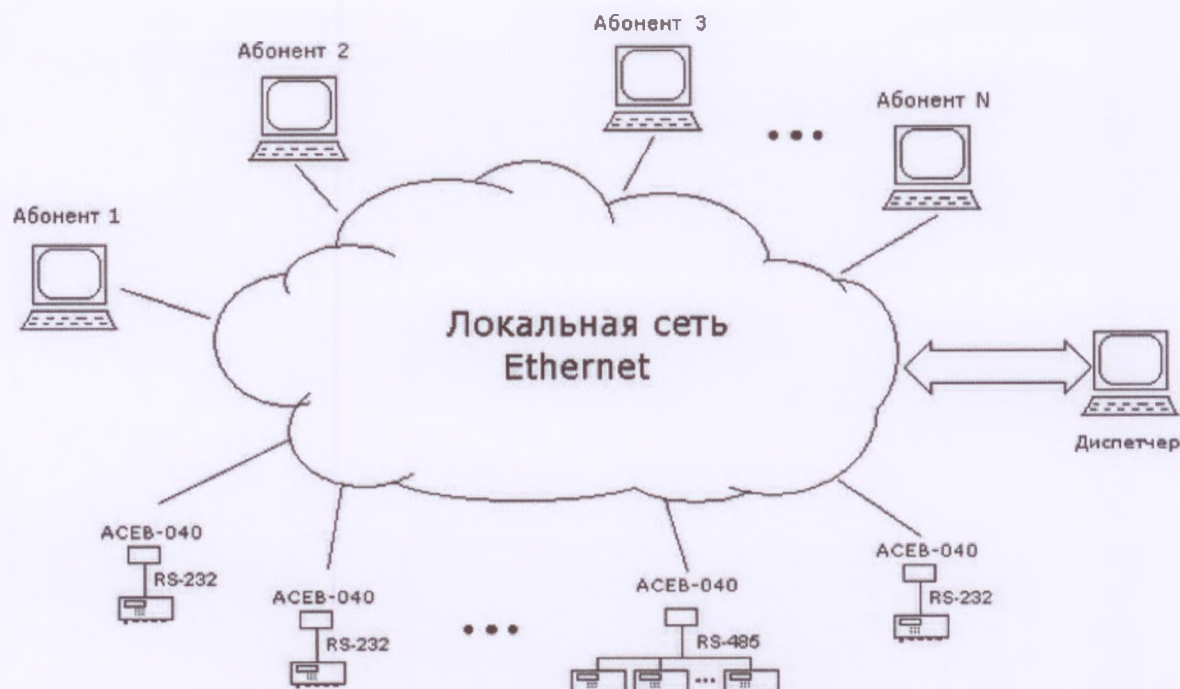 Абонент 3
Абонент 2
Абонент N
Абонент 1
Локальная сеть
Ethernet
Диспетчер
АСЕВ-040
RS-232
АСЕВ-040
RS-232
АСЕВ-040
RS-485
АСЕВ-040
RS-232